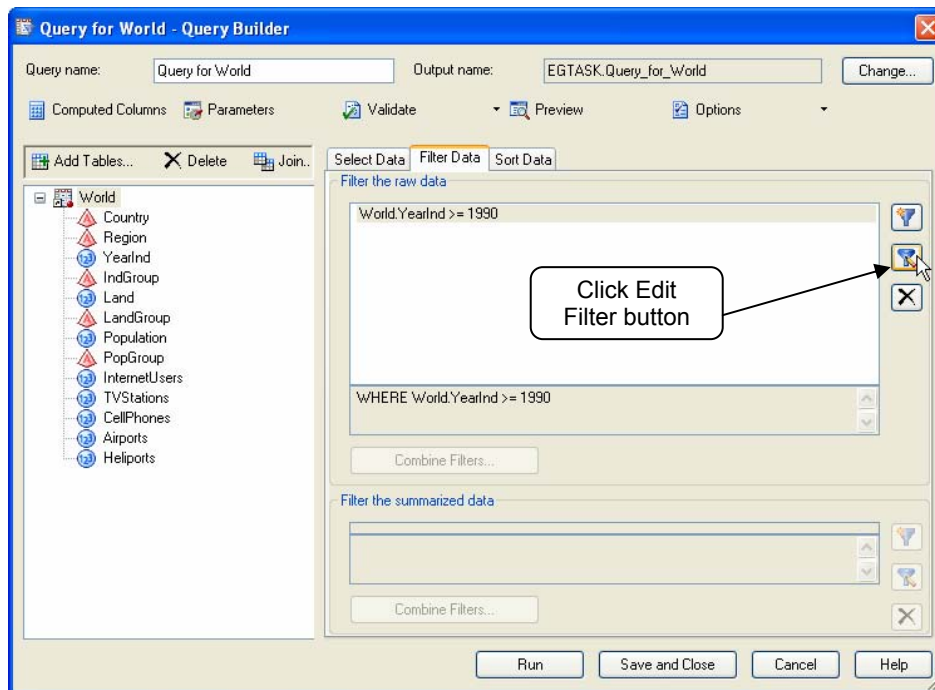 Query for World - Query Builder
Query name: Query for World Output name: EGTASK.Query_for_World Change...
Computed Columns Parameters Validate Preview Options
Add Tables... Delete Join..
Select Data Filter Data Sort Data
Filter the raw data
World
Country
Region
YearInd
IndGroup
Land
LandGroup
Population
PopGroup
InternetUsers
TVStations
CellPhones
Airports
Heliports
World.YearInd >= 1990
Click Edit
Filter button
WHERE World.YearInd >= 1990
Combine Filters...
Filter the summarized data
Combine Filters...
Run Save and Close Cancel Help